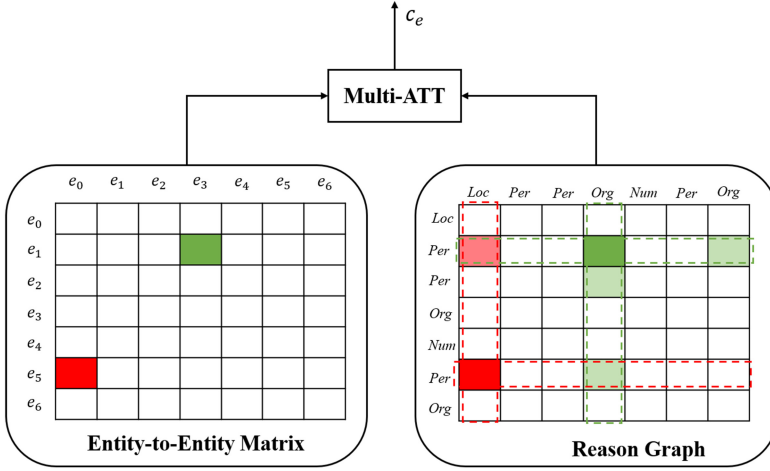 c_e
Multi-ATT
e_0 e_1 e_2 e_3 e_4 e_5 e_6
e_0
e_1
e_2
e_3
e_4
e_5
e_6
Entity-to-Entity Matrix
Loc Per Per Org Num Per Org
Loc
Per
Per
Org
Num
Per
Org
Reason Graph